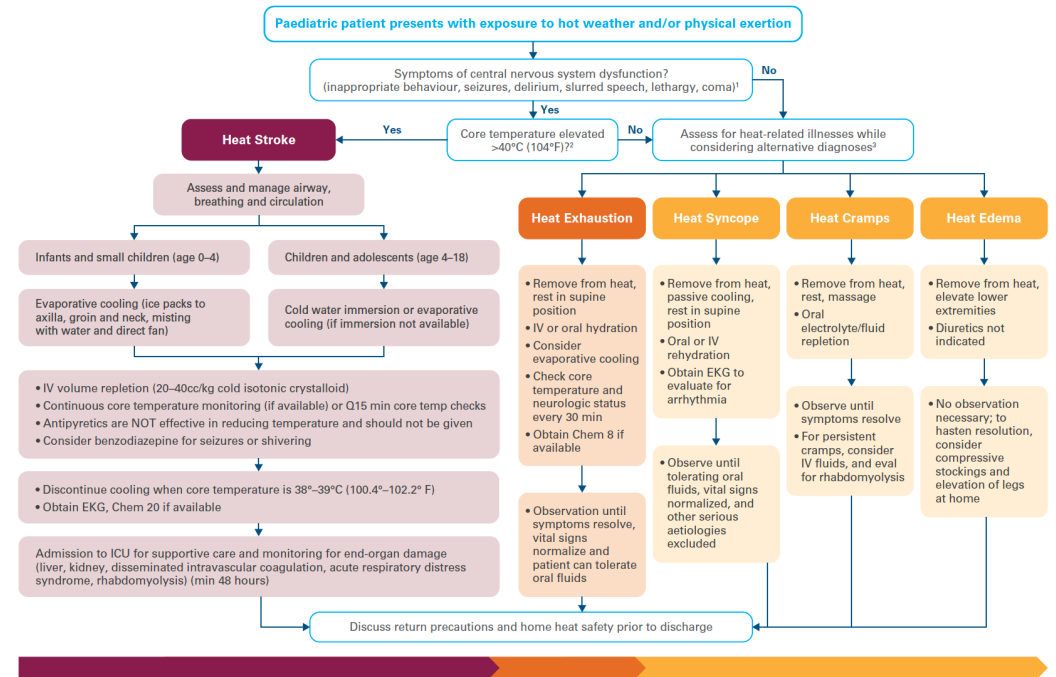 Paediatric patient presents with exposure to hot weather and/or physical exertion
Symptoms of central nervous system dysfunction?
(inappropriate behaviour, seizures, delirium, slurred speech, lethargy, coma)¹
No
Yes
Heat Stroke
Yes
Core temperature elevated
>40°C (104°F)?²
No
Assess for heat-related illnesses while
considering alternative diagnoses³
Assess and manage airway,
breathing and circulation
Infants and small children (age 0–4)
Children and adolescents (age 4–18)
Evaporative cooling (ice packs to
axilla, groin and neck, misting
with water and direct fan)
Cold water immersion or evaporative
cooling (if immersion not available)
• IV volume repletion (20–40cc/kg cold isotonic crystalloid)
• Continuous core temperature monitoring (if available) or Q15 min core temp checks
• Antipyretics are NOT effective in reducing temperature and should not be given
• Consider benzodiazepine for seizures or shivering
• Discontinue cooling when core temperature is 38°–39°C (100.4°–102.2° F)
• Obtain EKG, Chem 20 if available
Admission to ICU for supportive care and monitoring for end-organ damage
(liver, kidney, disseminated intravascular coagulation, acute respiratory distress
syndrome, rhabdomyolysis) (min 48 hours)
Heat Exhaustion
• Remove from heat,
rest in supine
position
• IV or oral hydration
• Consider
evaporative cooling
• Check core
temperature and
neurologic status
every 30 min
• Obtain Chem 8 if
available
• Observation until
symptoms resolve,
vital signs
normalize and
patient can tolerate
oral fluids
Heat Syncope
• Remove from heat,
passive cooling,
rest in supine
position
• Oral or IV
rehydration
• Obtain EKG to
evaluate for
arrhythmia
• Observe until
tolerating oral
fluids, vital signs
normalized, and
other serious
aetiologies
excluded
Heat Cramps
• Remove from heat,
rest, massage
• Oral
electrolyte/fluid
repletion
• Observe until
symptoms resolve
• For persistent
cramps, consider
IV fluids, and eval
for rhabdomyolysis
Heat Edema
• Remove from heat,
elevate lower
extremities
• Diuretics not
indicated
• No observation
necessary; to
hasten resolution,
consider
compressive
stockings and
elevation of legs
at home
Discuss return precautions and home heat safety prior to discharge